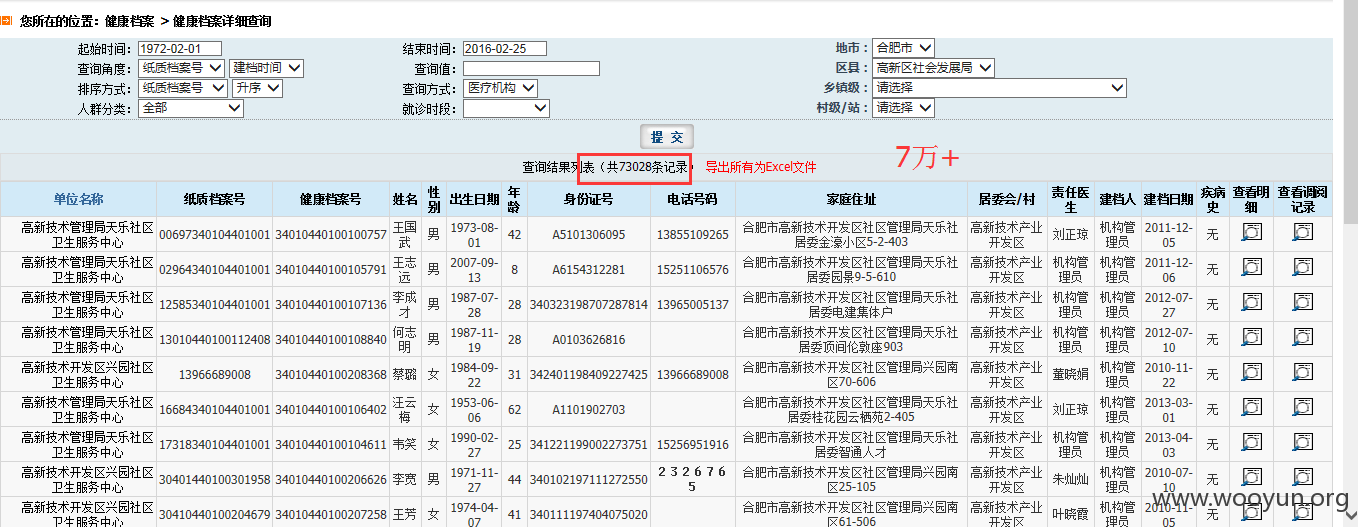 您所在的位置: 健康档案 > 健康档案详细查询
起始时间: 1972-02-01 结束时间: 2016-02-25 地市: 合肥市
查询角度: 纸质档案号 建档时间 查询值: 区县: 高新区社会发展局
排序方式: 纸质档案号 升序 查询方式: 医疗机构 乡镇级: 请选择
人群分类: 全部 就诊时段: 村级/站: 请选择
提 交
查询结果列表（共73028条记录） 导出所有为Excel文件 7万+
单位名称 纸质档案号 健康档案号 姓名 性别 出生日期 年龄 身份证号 电话号码 家庭住址 居委会/村 责任医生 建档人 建档日期 疾病史 查看明细 查看调阅记录
高新技术管理局天乐社区卫生服务中心 00697340104401001 34010440100100757 王国武 男 1973-08-01 42 A5101306095 13855109265 合肥市高新技术开发区社区管理局天乐社居委金濠小区5-2-403 高新技术产业开发区 刘正琼 机构管理员 2011-12-05 无
高新技术管理局天乐社区卫生服务中心 02964340104401001 34010440100105791 王志远 男 2007-09-13 8 A6154312281 15251106576 合肥市高新技术开发区社区管理局天乐社居委园景9-5-610 高新技术产业开发区 机构管理员 机构管理员 2011-12-06 无
高新技术管理局天乐社区卫生服务中心 12585340104401001 34010440100107136 李成才 男 1987-07-28 28 340323198707287814 13965005137 合肥市高新技术开发区社区管理局天乐社居委电建集体户 高新技术产业开发区 机构管理员 机构管理员 2012-07-27 无
高新技术管理局天乐社区卫生服务中心 13010440100112408 34010440100108840 何志明 男 1987-11-19 28 A0103626816 合肥市高新技术开发区社区管理局天乐社居委顶间伦敦座903 高新技术产业开发区 机构管理员 机构管理员 2012-07-10 无
高新技术开发区兴园社区卫生服务中心 13966689008 34010440100208368 蔡璐 女 1984-09-22 31 342401198409227425 13966689008 合肥市高新技术开发区社区管理局兴园南区70-606 高新技术产业开发区 董晓娟 机构管理员 2010-11-22 无
高新技术管理局天乐社区卫生服务中心 16684340104401001 34010440100106402 汪云梅 女 1953-06-06 62 A1101902703 合肥市高新技术开发区社区管理局天乐社居委桂花园云栖苑2-405 高新技术产业开发区 刘正琼 机构管理员 2013-03-01 无
高新技术管理局天乐社区卫生服务中心 17318340104401001 34010440100104611 韦笑 女 1990-02-27 25 341221199002273751 15256951916 合肥市高新技术开发区社区管理局天乐社居委智通人才 高新技术产业开发区 机构管理员 机构管理员 2013-04-03 无
高新技术开发区兴园社区卫生服务中心 30401440100301958 34010440100206626 李宽 男 1971-11-27 44 340102197111272550 2326765 合肥市高新技术开发区社区管理局兴园南区25-105 高新技术产业开发区 朱灿灿 机构管理员 2010-07-10 无
高新技术开发区兴园社区卫生服务中心 30410440100204679 34010440100207258 王芳 女 1974-04-07 41 340111197404075020 合肥市高新技术开发区社区管理局兴园南区61-506 高新技术产业开发区 叶晓霞 机构管理员 2010-11-05 无
www.wooyun.org